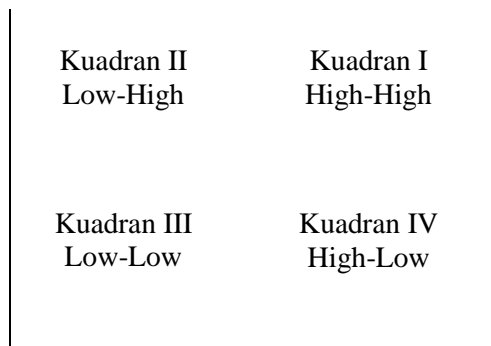 Kuadran II
Low-High
Kuadran I
High-High
Kuadran III
Low-Low
Kuadran IV
High-Low